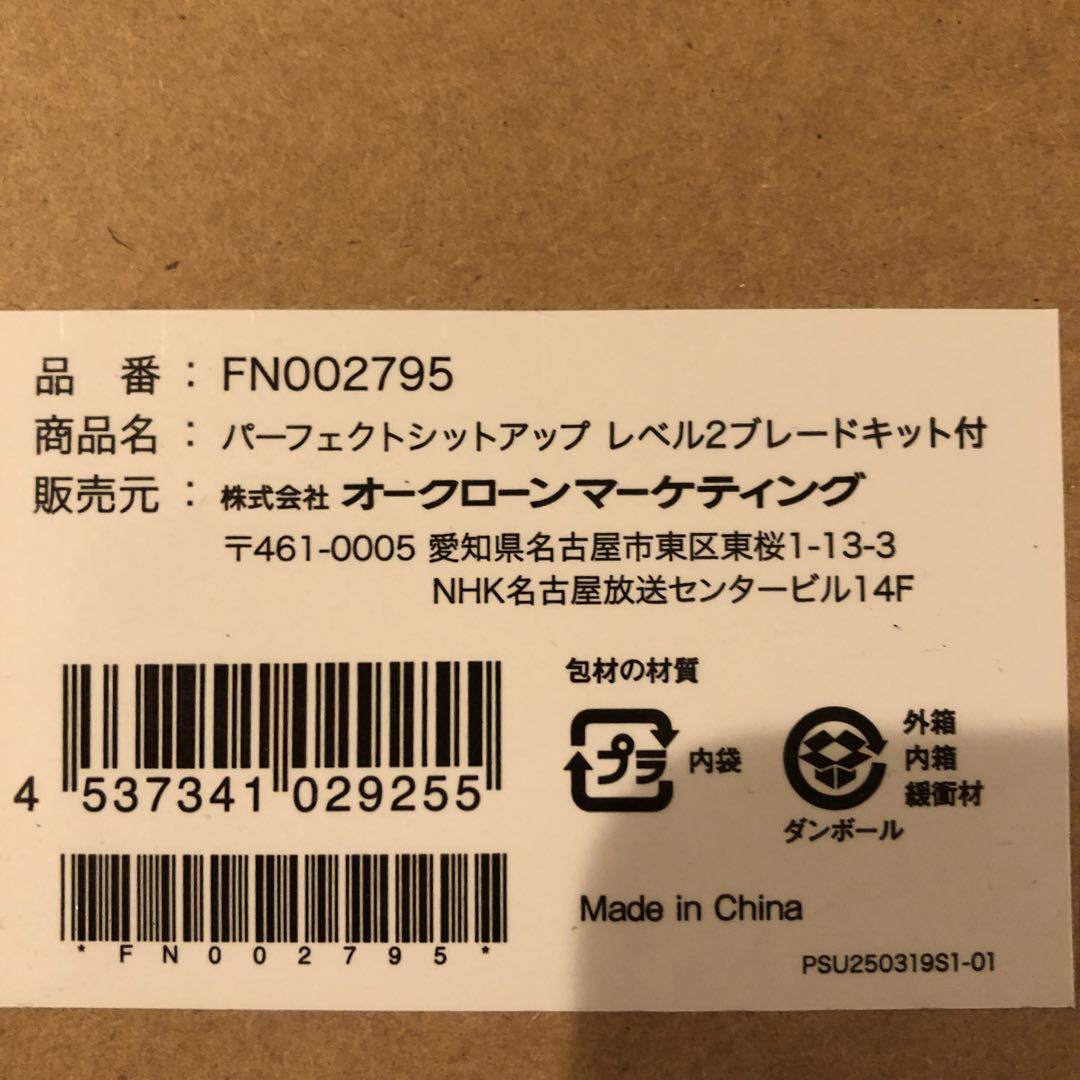 品　番：FN002795
商品名：パーフェクトシットアップ レベル2ブレードキット付
販売元：株式会社 オークローンマーケティング
〒461-0005 愛知県名古屋市東区東桜1-13-3
NHK名古屋放送センタービル14F
包材の材質
プラ 内袋
外箱
内箱
緩衝材
ダンボール
4 537341 029255
*FN002795*
Made in China
PSU250319S1-01